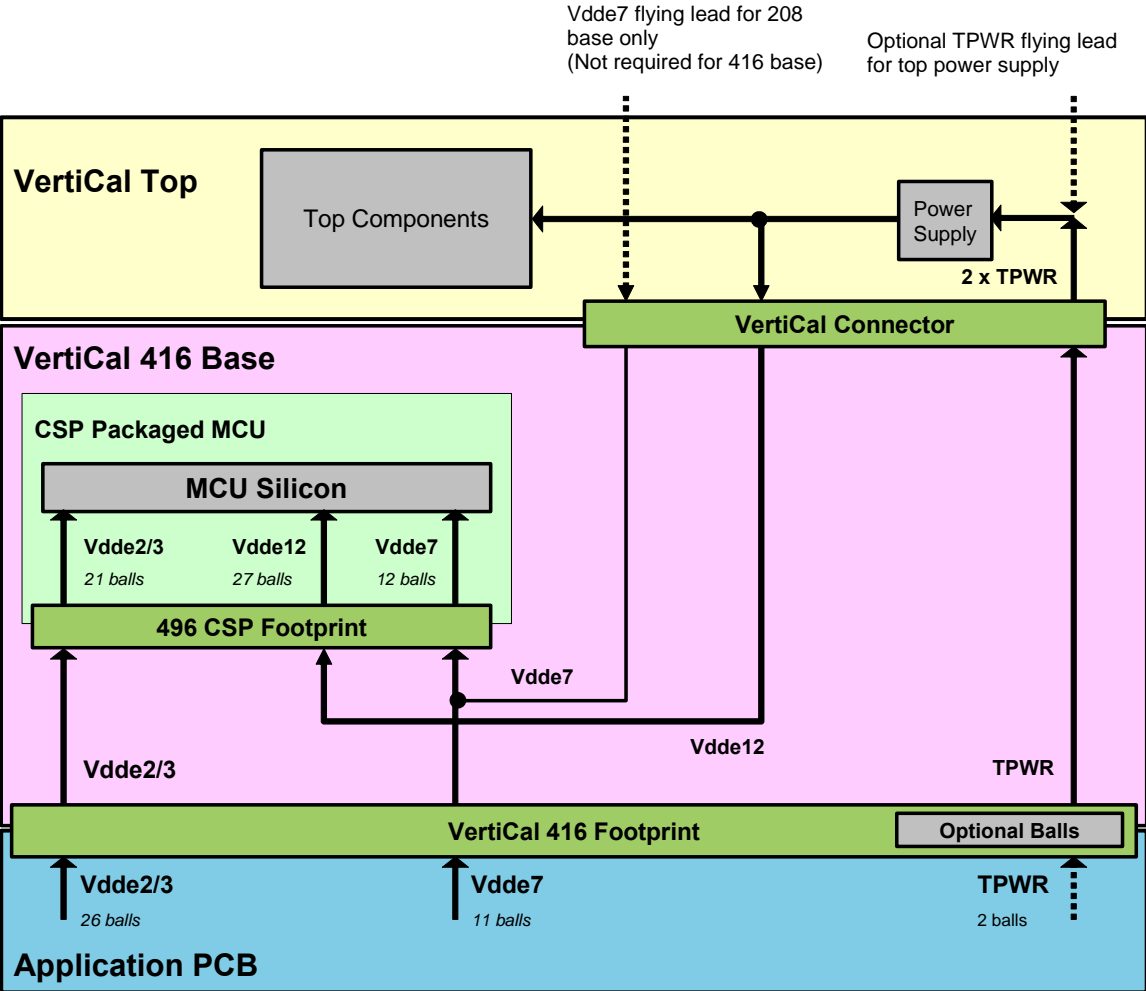 Vdde7 flying lead for 208
base only
(Not required for 416 base)
Optional TPWR flying lead
for top power supply
VertiCal Top
Top Components
Power
Supply
2 x TPWR
VertiCal Connector
VertiCal 416 Base
CSP Packaged MCU
MCU Silicon
Vdde2/3
21 balls
Vdde12
27 balls
Vdde7
12 balls
496 CSP Footprint
Vdde7
Vdde12
Vdde2/3
TPWR
VertiCal 416 Footprint
Optional Balls
Vdde2/3
26 balls
Vdde7
11 balls
TPWR
2 balls
Application PCB